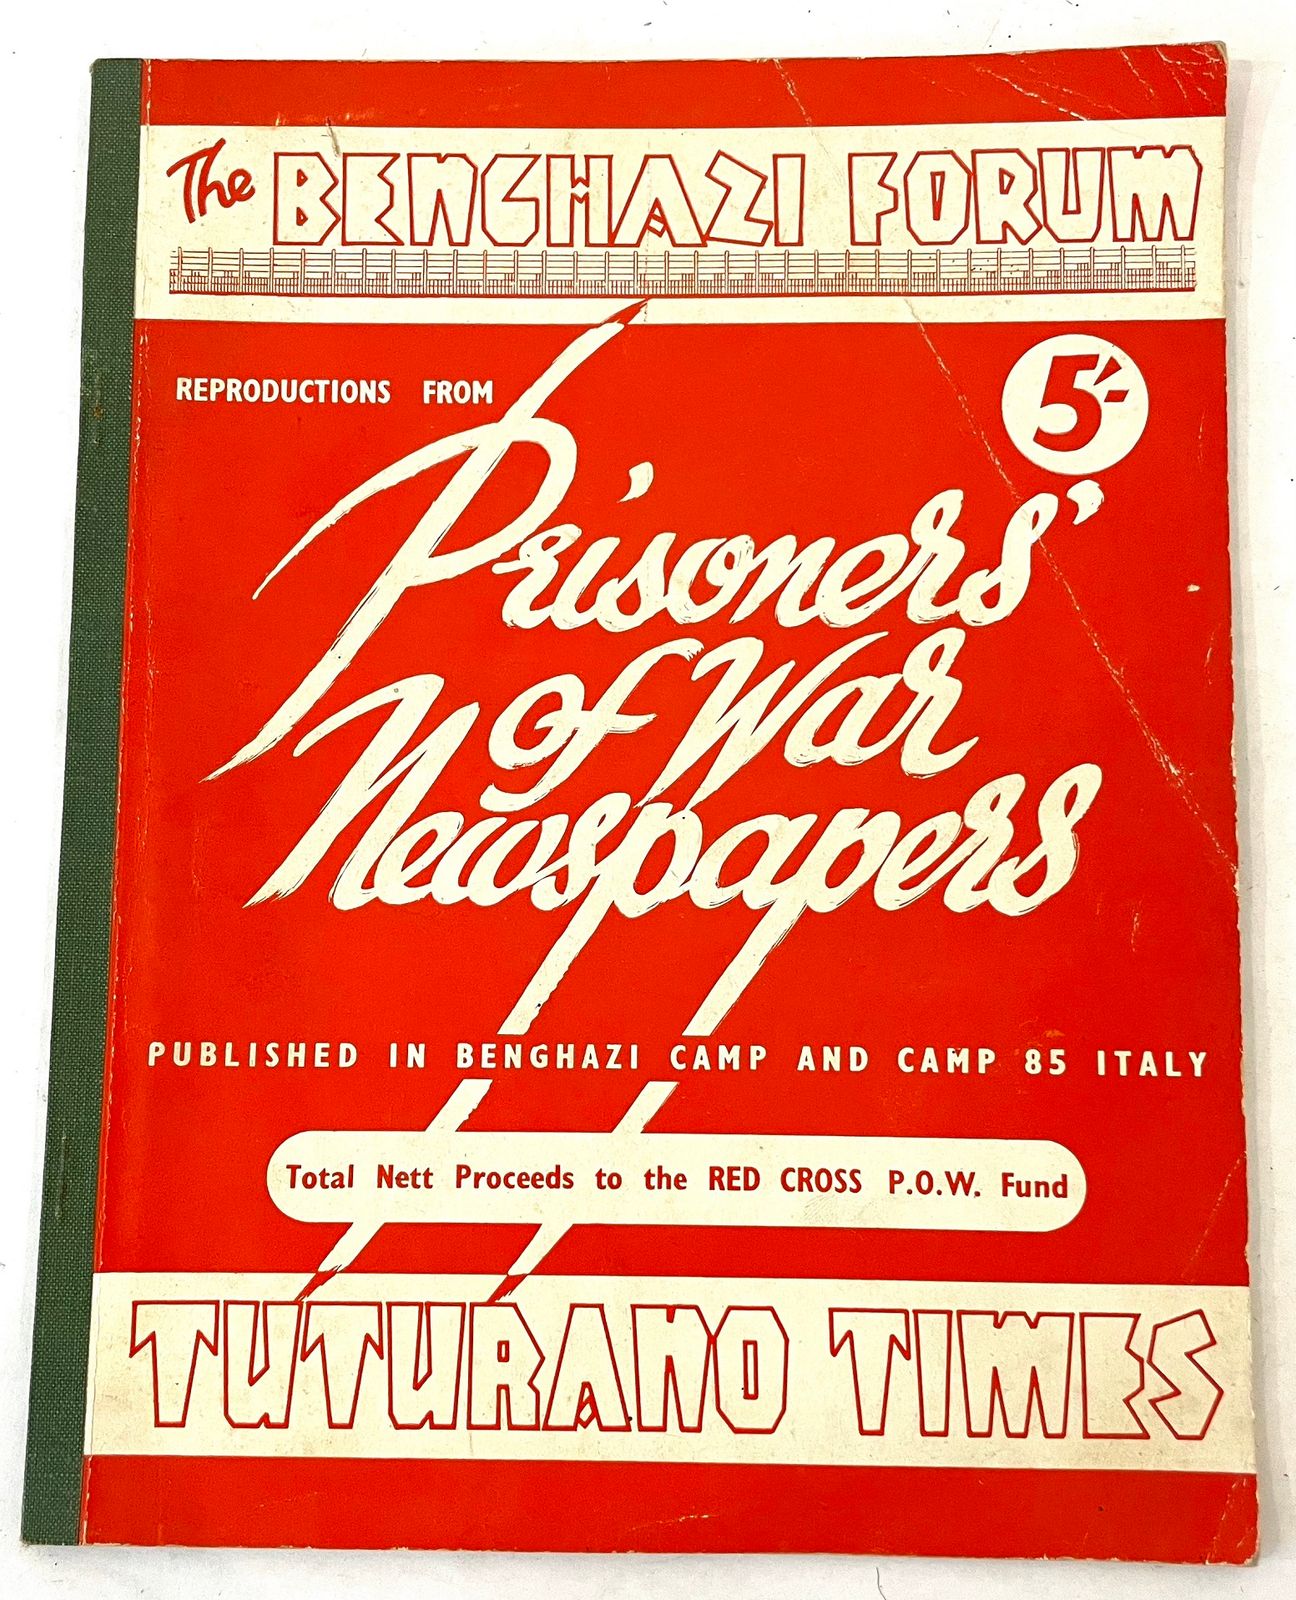 The BENGHAZI FORUM
5/-
REPRODUCTIONS FROM
Prisoners'
of War
Newspapers
PUBLISHED IN BENGHAZI CAMP AND CAMP 85 ITALY
Total Nett Proceeds to the RED CROSS P.O.W. Fund
TUTURANO TIMES